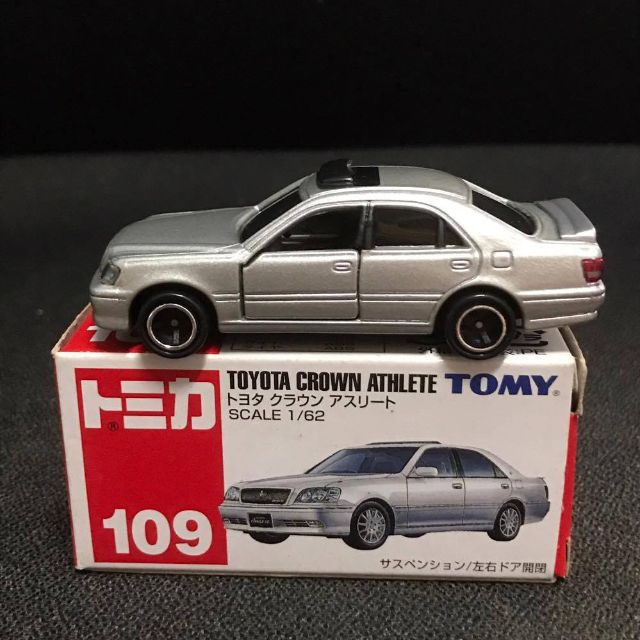 トミカ®
TOYOTA CROWN ATHLETE TOMY®
トヨタ クラウン アスリート
SCALE 1/62
109
サスペンション/左右ドア開閉